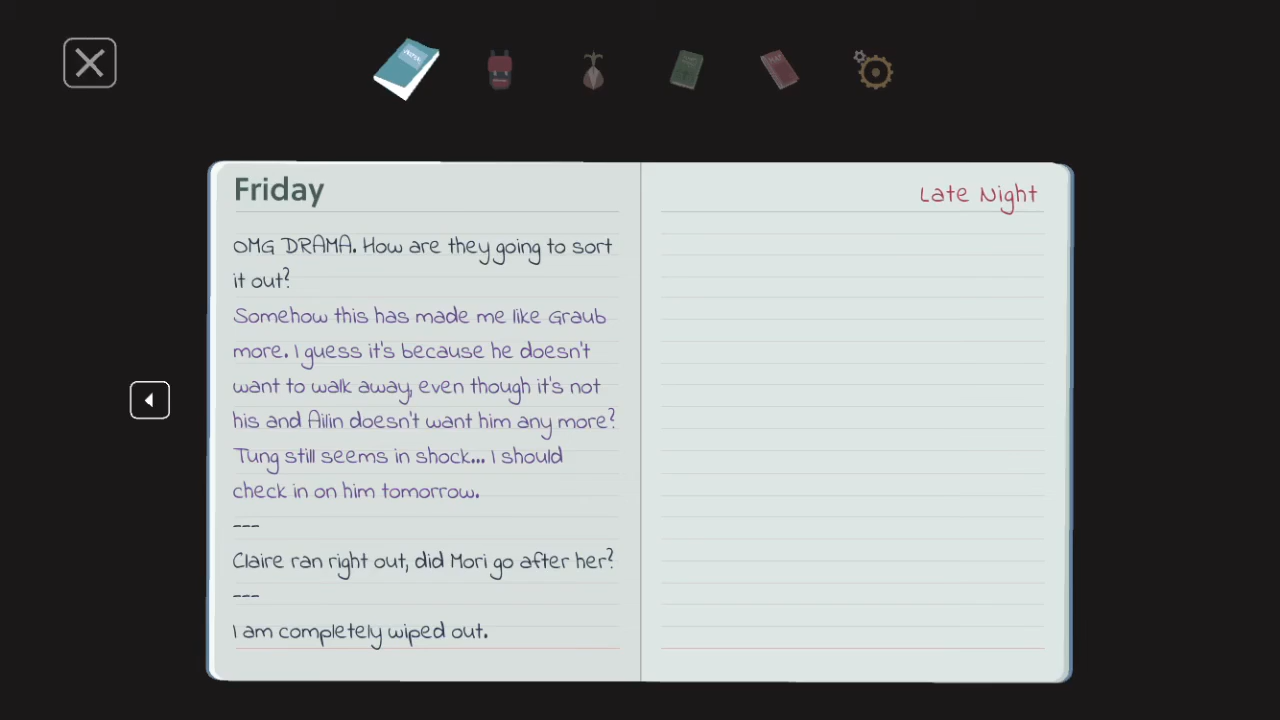 Friday
Late Night
OMG DRAMA. How are they going to sort
it out?
Somehow this has made me like Graub
more. I guess it's because he doesn't
want to walk away, even though it's not
his and Ailin doesn't want him any more?
Tung still seems in shock... I should
check in on him tomorrow.
---
Claire ran right out, did Mori go after her?
---
I am completely wiped out.